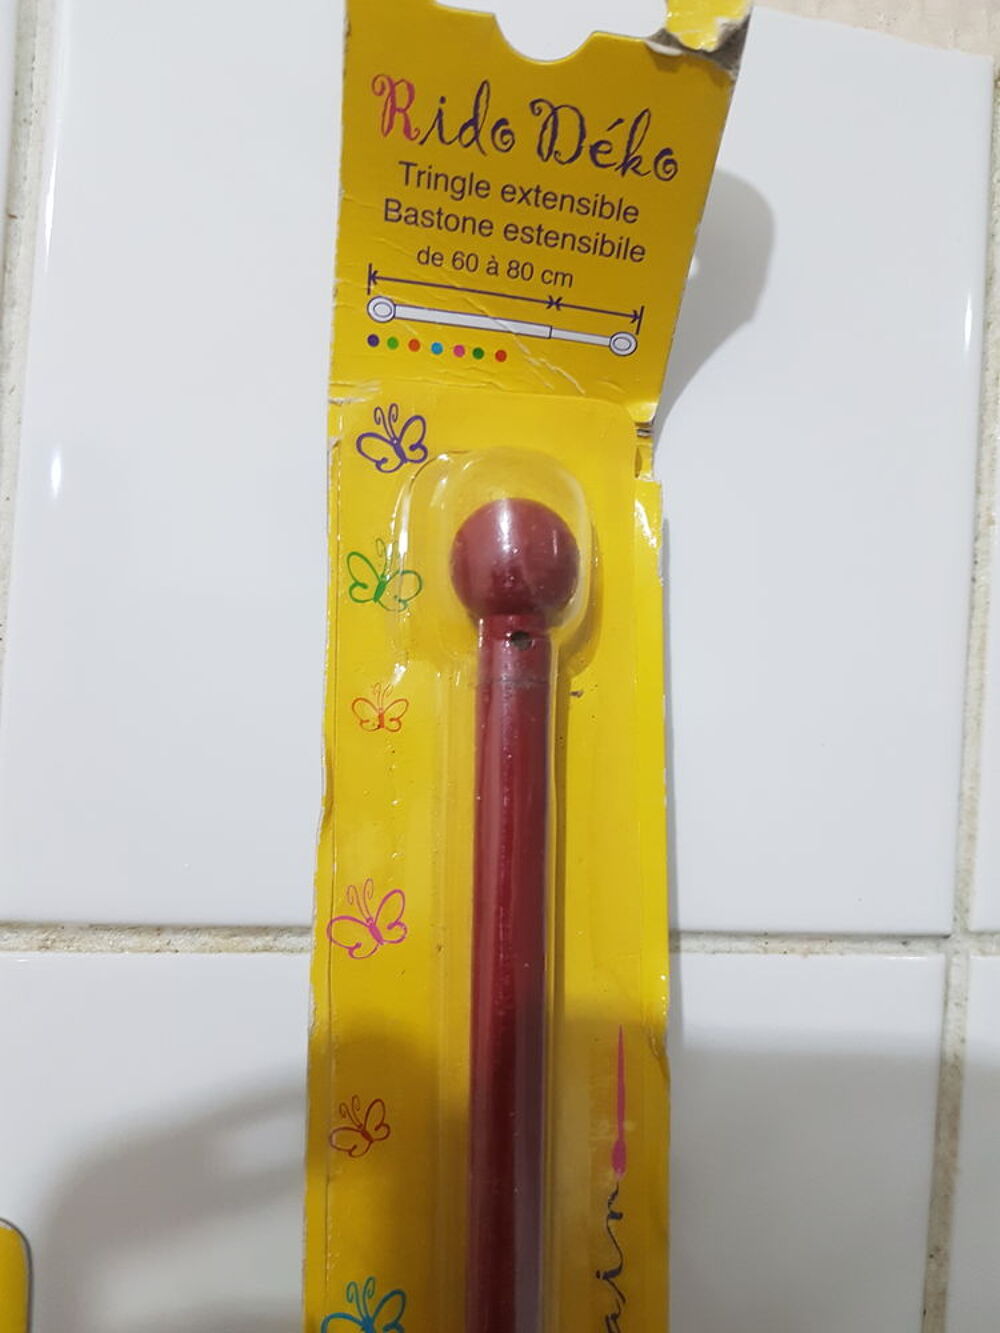 Rido Déko
Tringle extensible
Bastone estensibile
de 60 à 80 cm